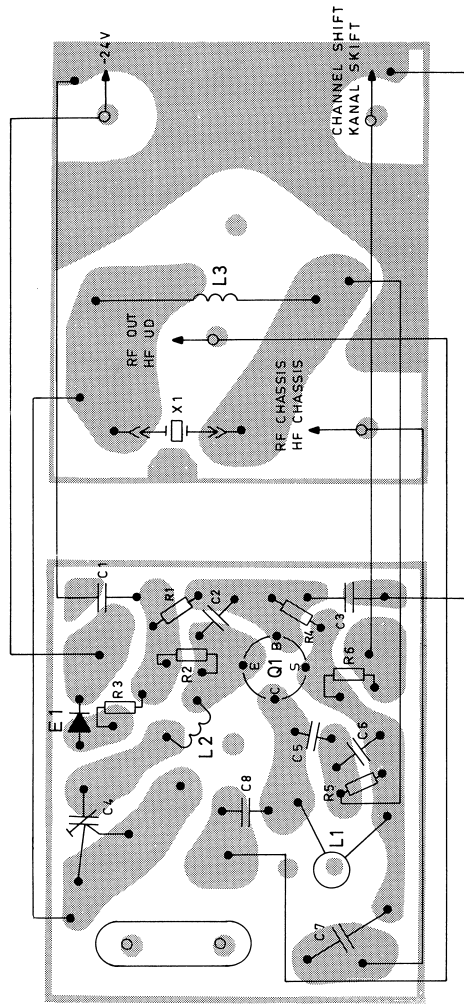 -24V
CHANNEL SHIFT
KANAL SKIFT
L3
RF OUT
HF UD
X1
RF CHASSIS
HF CHASSIS
C1
R1
C2
R4
C3
E1
R3
R2
E
B
Q1
C
S
R6
L2
C4
C5
C6
R5
C8
L1
C7